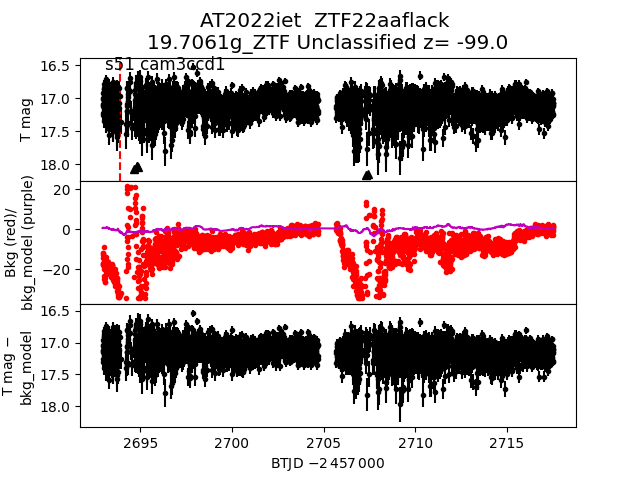 AT2022iet  ZTF22aaflack
19.7061g_ZTF Unclassified z= -99.0
s51 cam3ccd1
16.5
17.0
17.5
18.0
T mag
20
0
−20
Bkg (red)/
bkg_model (purple)
16.5
17.0
17.5
18.0
T mag −
bkg_model
2695
2700
2705
2710
2715
BTJD −2 457 000